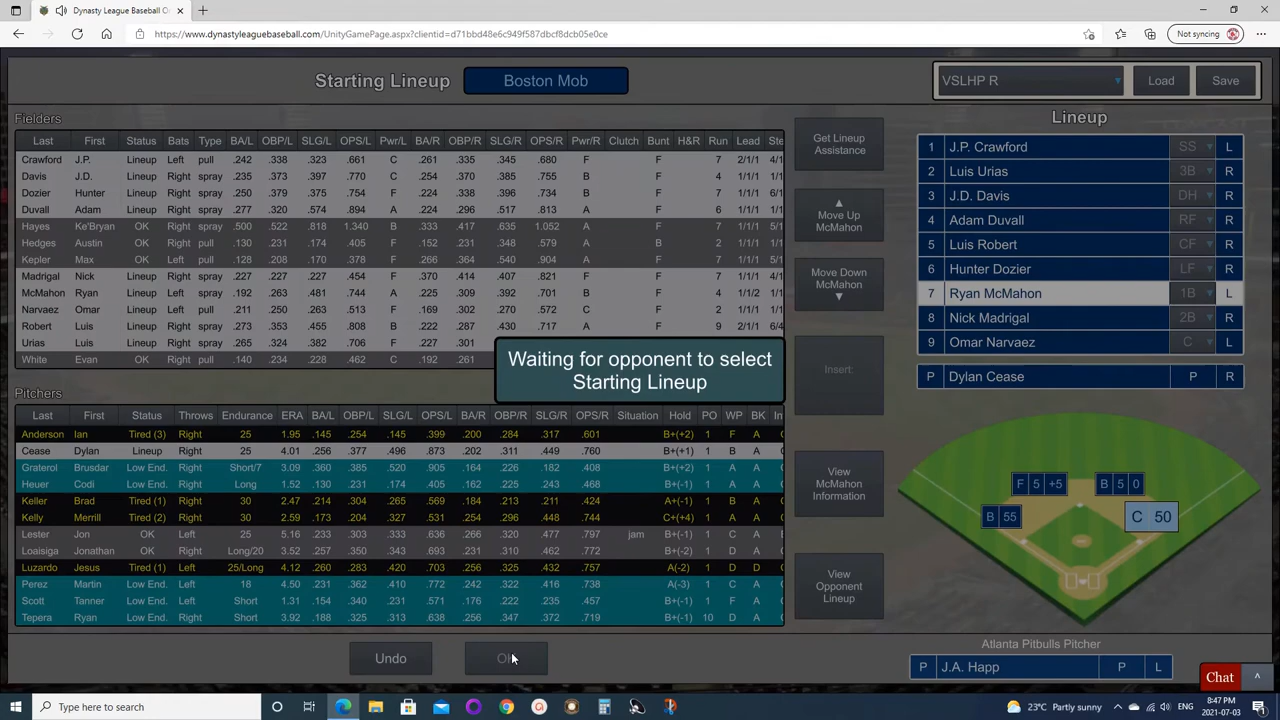 Dynasty League Baseball O
https://www.dynastyleaguebaseball.com/UnityGamePage.aspx?clientid=d71bbd48e6c949f587dbcf8dcb05e0ce
Not syncing
Starting Lineup Boston Mob VSLHP R Load Save
Fielders
Last First Status Bats Type BA/L OBP/L SLG/L OPS/L Pwr/L BA/R OBP/R SLG/R OPS/R Pwr/R Clutch Bunt H&R Run Lead Ste
Crawford J.P. Lineup Left pull .242 .338 .323 .661 C .261 .335 .345 .680 F F 7 2/1/1 4/1
Davis J.D. Lineup Right spray .235 .373 .397 .770 C .254 .370 .385 .755 B F 4 1/1/1
Dozier Hunter Lineup Right spray .250 .379 .375 .754 F .228 .338 .396 .734 B F 7 1/1/1 6/1
Duvall Adam Lineup Right spray .277 .320 .574 .894 A .224 .296 .517 .813 A F 6 1/1/1
Hayes Ke'Bryan OK Right spray .500 .522 .818 1.340 B .333 .417 .635 1.052 A F 7 1/1/1 5/1
Hedges Austin OK Right pull .130 .231 .174 .405 F .152 .231 .348 .579 A B 2 1/1/1
Kepler Max OK Left pull .128 .208 .170 .378 F .266 .364 .540 .904 A F 7 1/1/1
Madrigal Nick Lineup Right spray .227 .227 .227 .454 F .370 .414 .407 .821 F F 7 1/1/1 4/1
McMahon Ryan Lineup Left spray .192 .263 .481 .744 A .225 .309 .392 .701 B F 4 1/1/2
Narvaez Omar Lineup Left pull .211 .250 .263 .513 F .169 .302 .270 .572 C F 4 1/1/1
Robert Luis Lineup Right spray .273 .353 .455 .808 B .222 .287 .430 .717 A F 9 2/1/1 6/4
Urias Luis Lineup Right spray .265 .324 .382 .706 F .228 .301
White Evan OK Right pull .140 .234 .228 .462 C .192 .261
Waiting for opponent to select
Starting Lineup
Pitchers
Last First Status Throws Endurance ERA BA/L OBP/L SLG/L OPS/L BA/R OBP/R SLG/R OPS/R Situation Hold PO WP BK In
Anderson Ian Tired (3) Right 25 1.95 .145 .254 .145 .399 .200 .284 .317 .601 B+(+2) 1 F A
Cease Dylan Lineup Right 25 4.01 .256 .377 .496 .873 .202 .311 .449 .760 B+(+1) 1 B A
Graterol Brusdar Low End. Right Short/7 3.09 .360 .385 .520 .905 .164 .226 .182 .408 B+(+2) 1 A A
Heuer Codi Low End. Right Long 1.52 .130 .231 .174 .405 .162 .225 .243 .468 B+(-1) 1 A A
Keller Brad Tired (1) Right 30 2.47 .214 .304 .265 .569 .184 .213 .211 .424 A+(-1) 1 B A
Kelly Merrill Tired (2) Right 30 2.59 .173 .204 .327 .531 .254 .296 .448 .744 C+(+4) 1 A A
Lester Jon OK Left 25 5.16 .233 .303 .333 .636 .266 .320 .477 .797 jam B+(-1) 1 A A
Loaisiga Jonathan OK Right Long/20 3.52 .257 .350 .343 .693 .231 .310 .462 .772 B+(-2) 1 D A
Luzardo Jesus Tired (1) Left 25/Long 4.12 .260 .283 .420 .703 .256 .325 .432 .757 A(-2) 1 D D
Perez Martin Low End. Left 18 4.50 .231 .362 .410 .772 .242 .322 .416 .738 A(-3) 1 C A
Scott Tanner Low End. Left Short 1.31 .154 .340 .231 .571 .176 .222 .235 .457 B+(-1) 1 F A
Tepera Ryan Low End. Right Short 3.92 .188 .325 .313 .638 .256 .347 .372 .719 B+(-1) 10 D A
Undo OK
Get Lineup
Assistance
Move Up
McMahon
Move Down
McMahon
Insert
View
McMahon
Information
View
Opponent
Lineup
Lineup
1 J.P. Crawford SS L
2 Luis Urias 3B R
3 J.D. Davis DH R
4 Adam Duvall RF R
5 Luis Robert CF R
6 Hunter Dozier LF R
7 Ryan McMahon 1B L
8 Nick Madrigal 2B R
9 Omar Narvaez C L
P Dylan Cease P R
F 5 +5 B 5 0
B 55 C 50
Atlanta Pitbulls Pitcher
P J.A. Happ P L
Chat
Type here to search
23°C Partly sunny
ENG
8:47 PM
2021-07-03